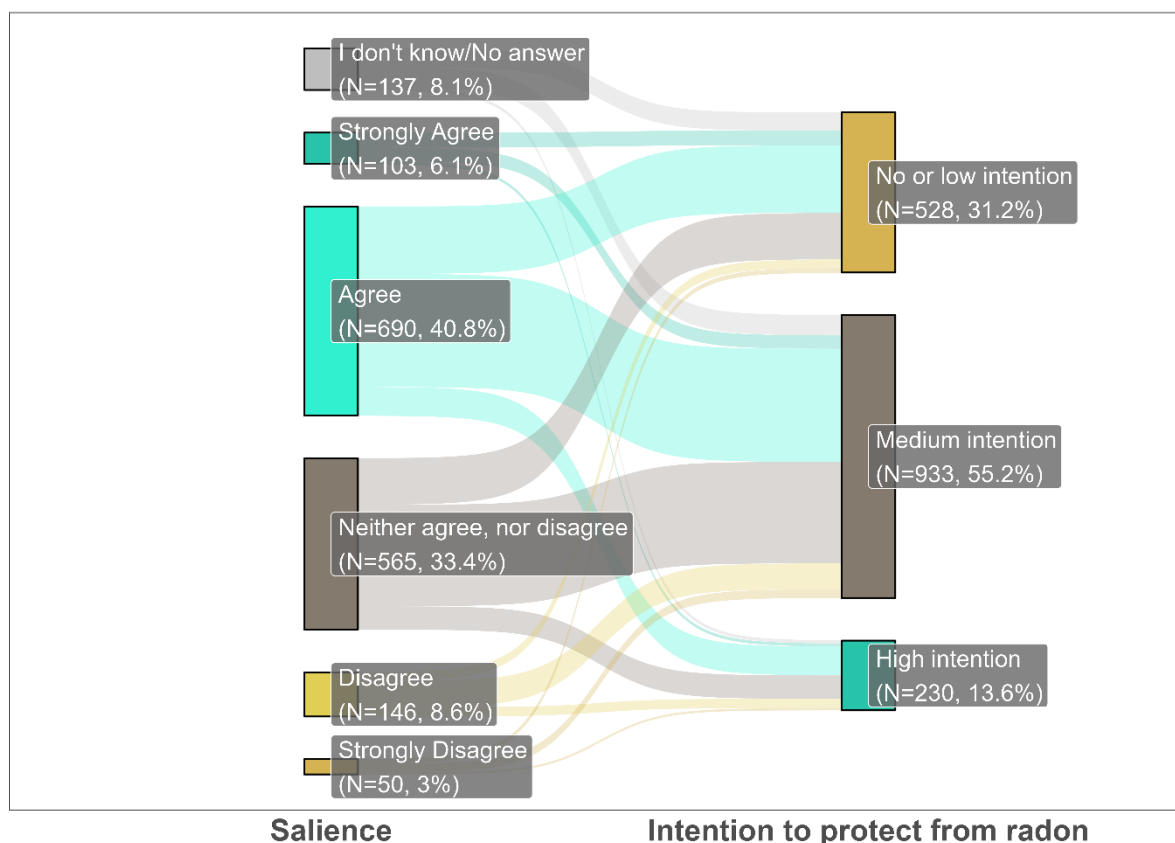 I don't know/No answer
(N=137, 8.1%)
Strongly Agree
(N=103, 6.1%)
Agree
(N=690, 40.8%)
Neither agree, nor disagree
(N=565, 33.4%)
Disagree
(N=146, 8.6%)
Strongly Disagree
(N=50, 3%)
No or low intention
(N=528, 31.2%)
Medium intention
(N=933, 55.2%)
High intention
(N=230, 13.6%)
Salience
Intention to protect from radon